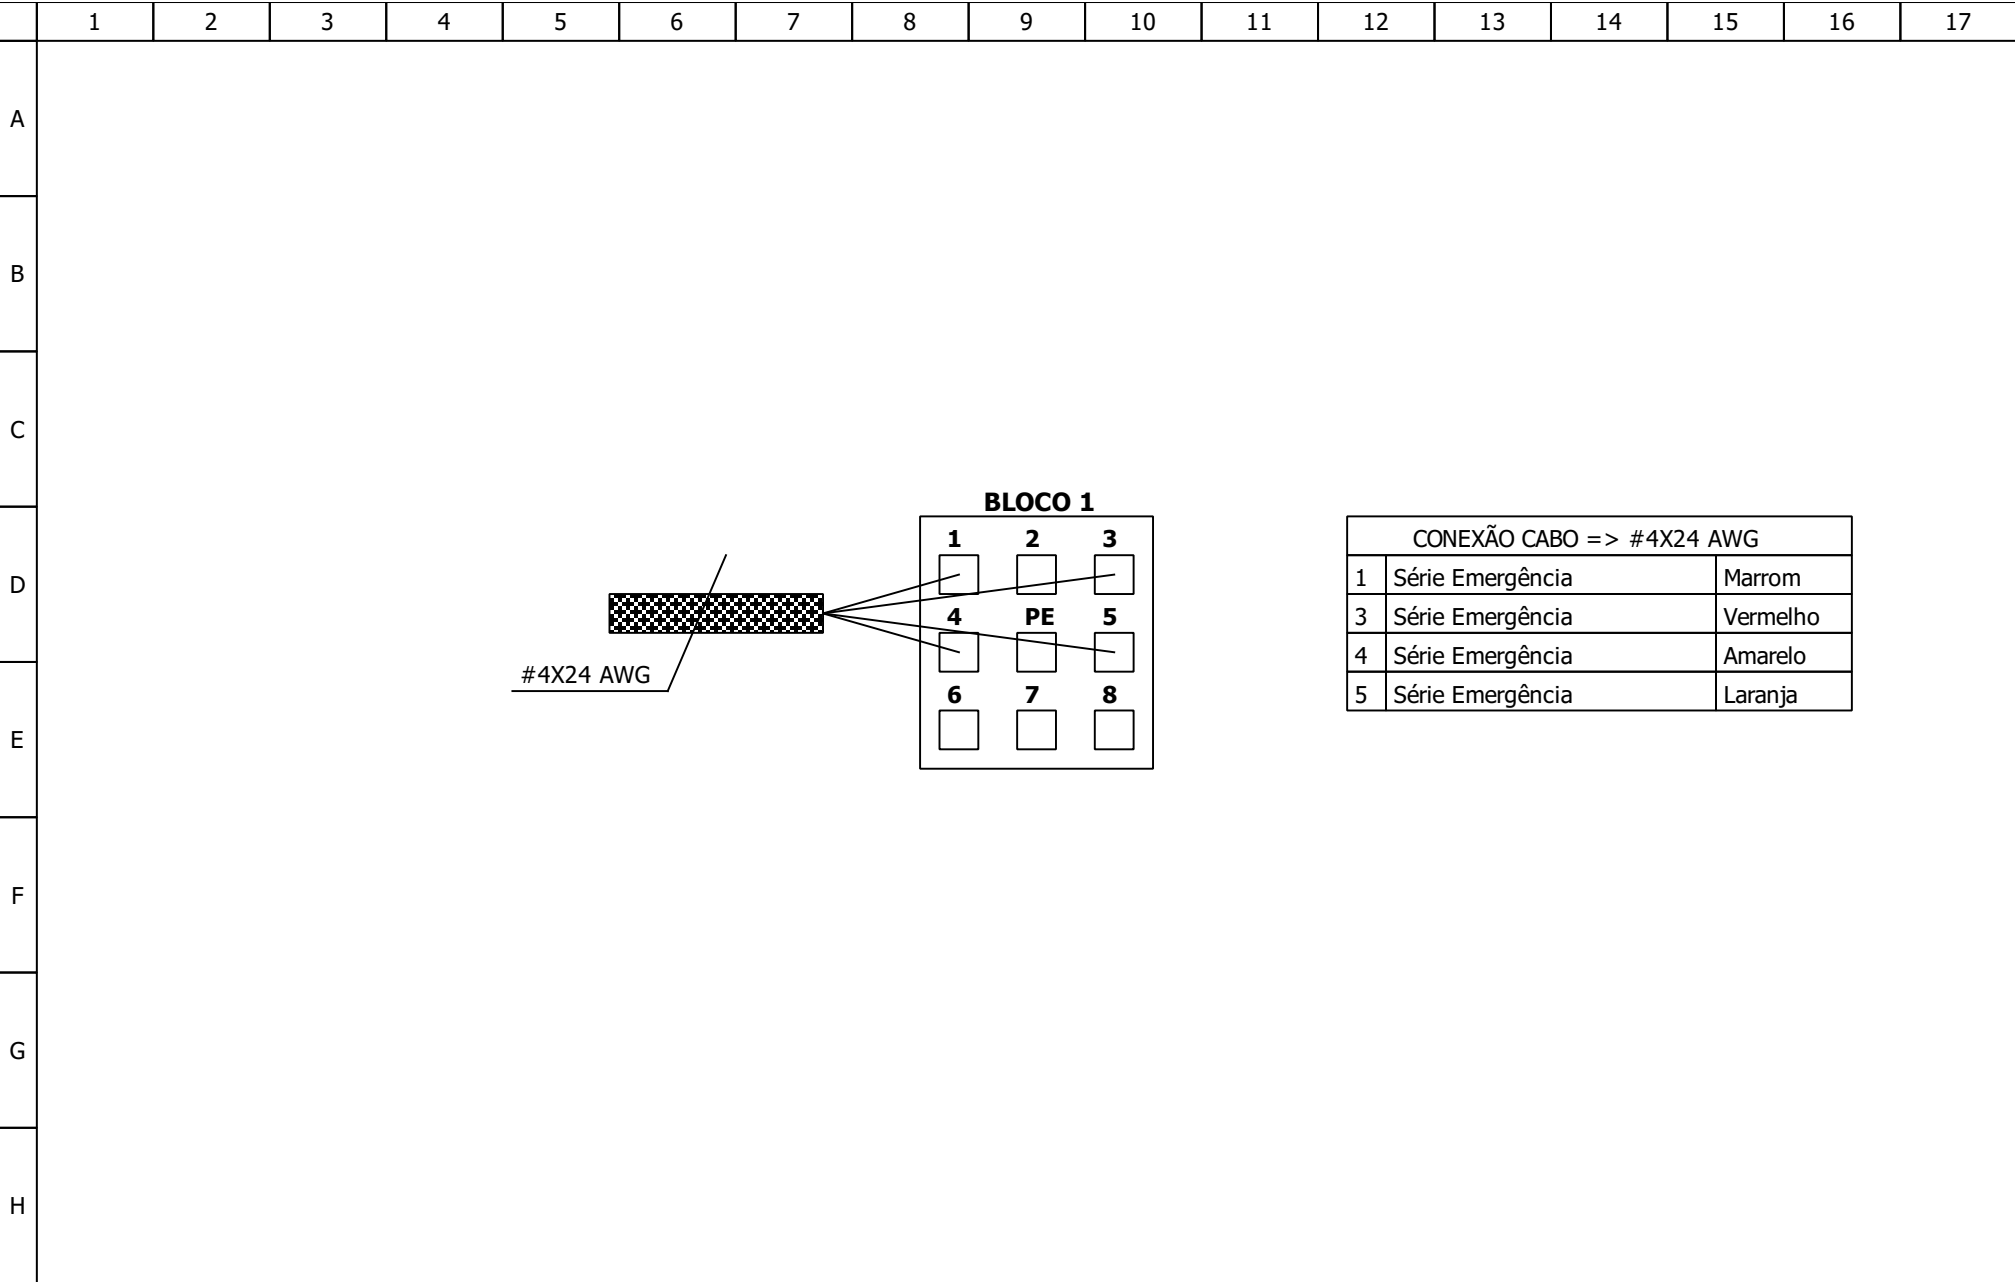 1 2 3 4 5 6 7 8 9 10 11 12 13 14 15 16 17
A
B
C
D
E
F
G
H
#4X24 AWG
BLOCO 1
1 2 3
4 PE 5
6 7 8
CONEXÃO CABO => #4X24 AWG
1 Série Emergência Marrom
3 Série Emergência Vermelho
4 Série Emergência Amarelo
5 Série Emergência Laranja